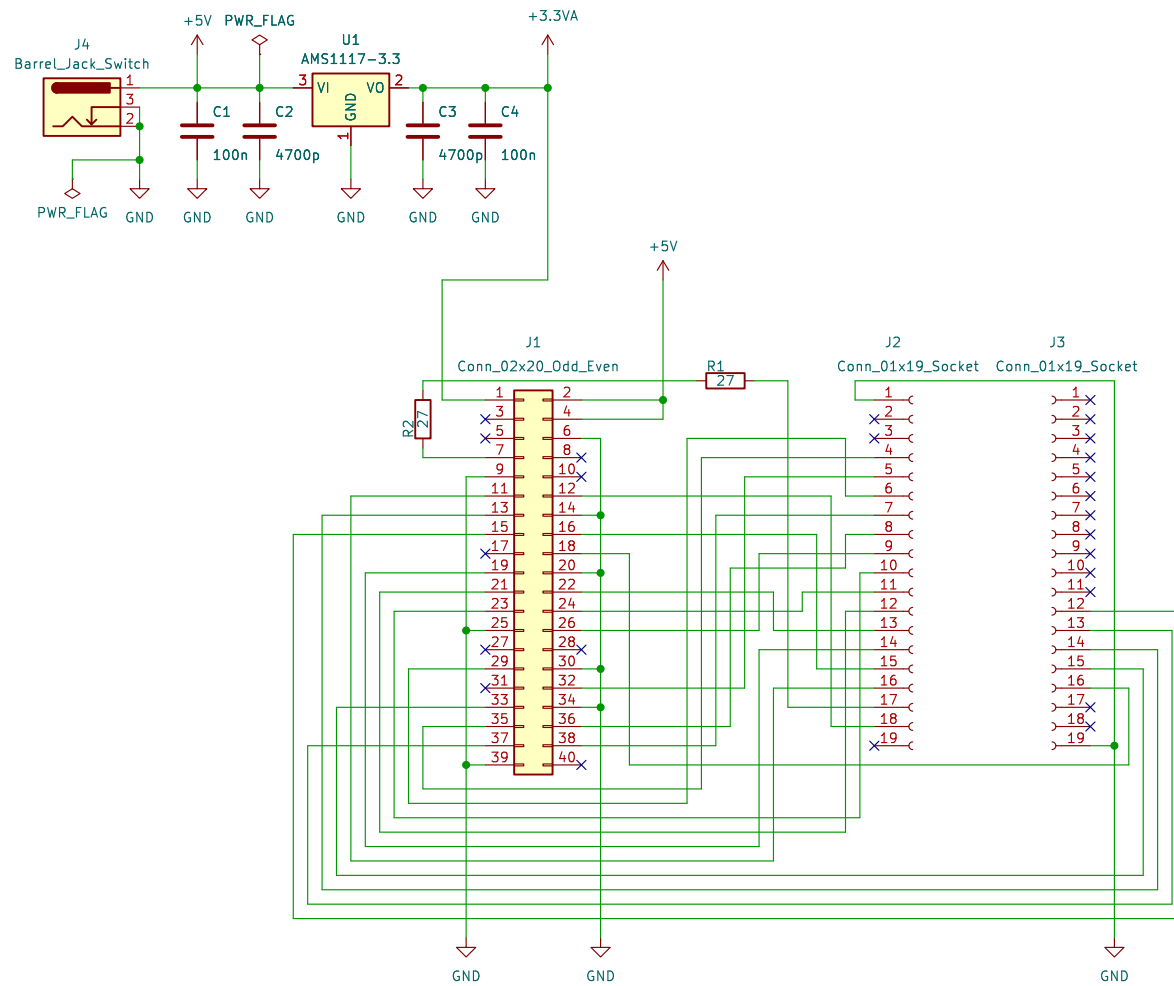 +3.3VA
+5V PWR_FLAG
J4
Barrel_Jack_Switch
U1
AMS1117-3.3
1
3
2
3 VI VO 2
GND
1
C1
100n
C2
4700p
C3
4700p
C4
100n
PWR_FLAG
GND
GND
GND
GND
GND
GND
+5V
J1
Conn_02x20_Odd_Even
R1
27
R2
27
J2
Conn_01x19_Socket
J3
Conn_01x19_Socket
1 2
3 4
5 6
7 8
9 10
11 12
13 14
15 16
17 18
19 20
21 22
23 24
25 26
27 28
29 30
31 32
33 34
35 36
37 38
39 40
1
2
3
4
5
6
7
8
9
10
11
12
13
14
15
16
17
18
19
1
2
3
4
5
6
7
8
9
10
11
12
13
14
15
16
17
18
19
GND
GND
GND